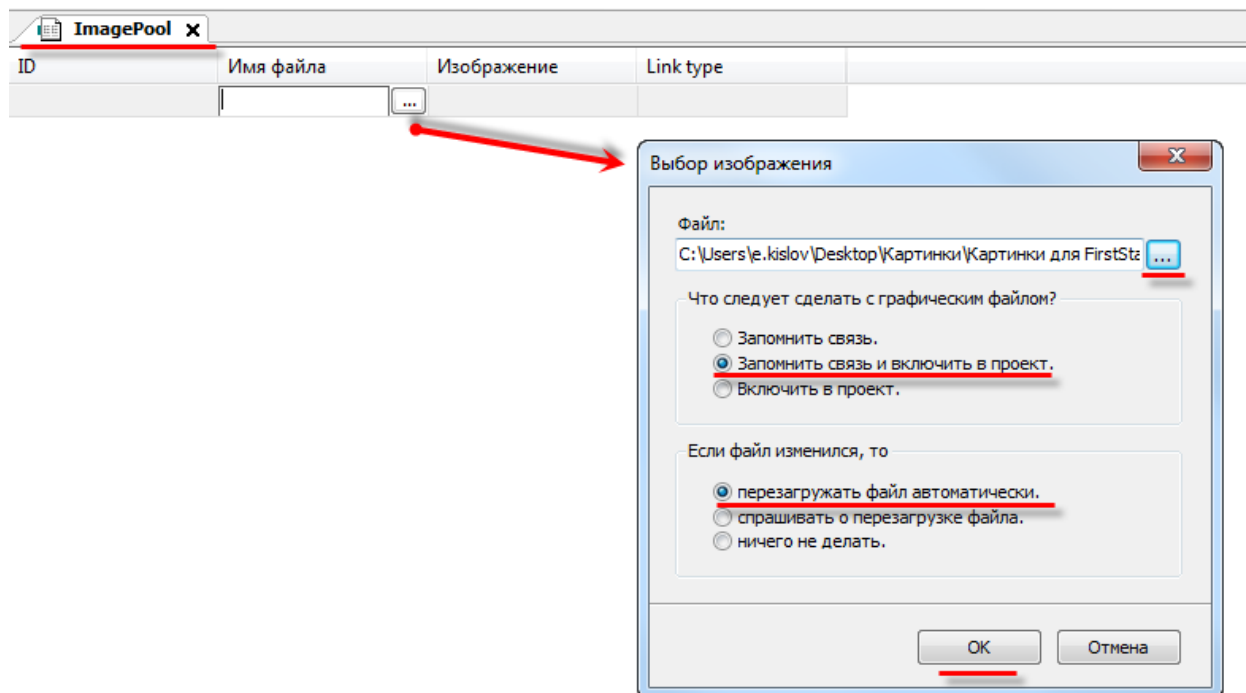 ImagePool x
ID Имя файла Изображение Link type
...
Выбор изображения
Файл:
C:\Users\e.kislov\Desktop\Картинки\Картинки для FirstSta ...
Что следует сделать с графическим файлом?
Запомнить связь.
Запомнить связь и включить в проект.
Включить в проект.
Если файл изменился, то
перезагружать файл автоматически.
спрашивать о перезагрузке файла.
ничего не делать.
OK Отмена